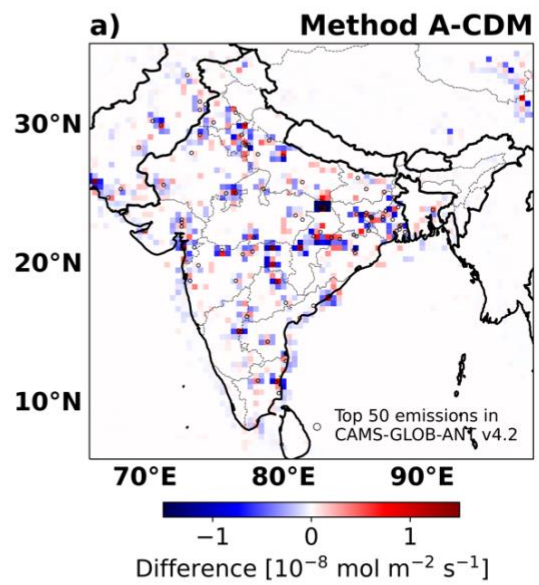 a) Method A-CDM
30°N
20°N
10°N
Top 50 emissions in
CAMS-GLOB-ANT v4.2
70°E 80°E 90°E
−1 0 1
Difference [10⁻⁸ mol m⁻² s⁻¹]